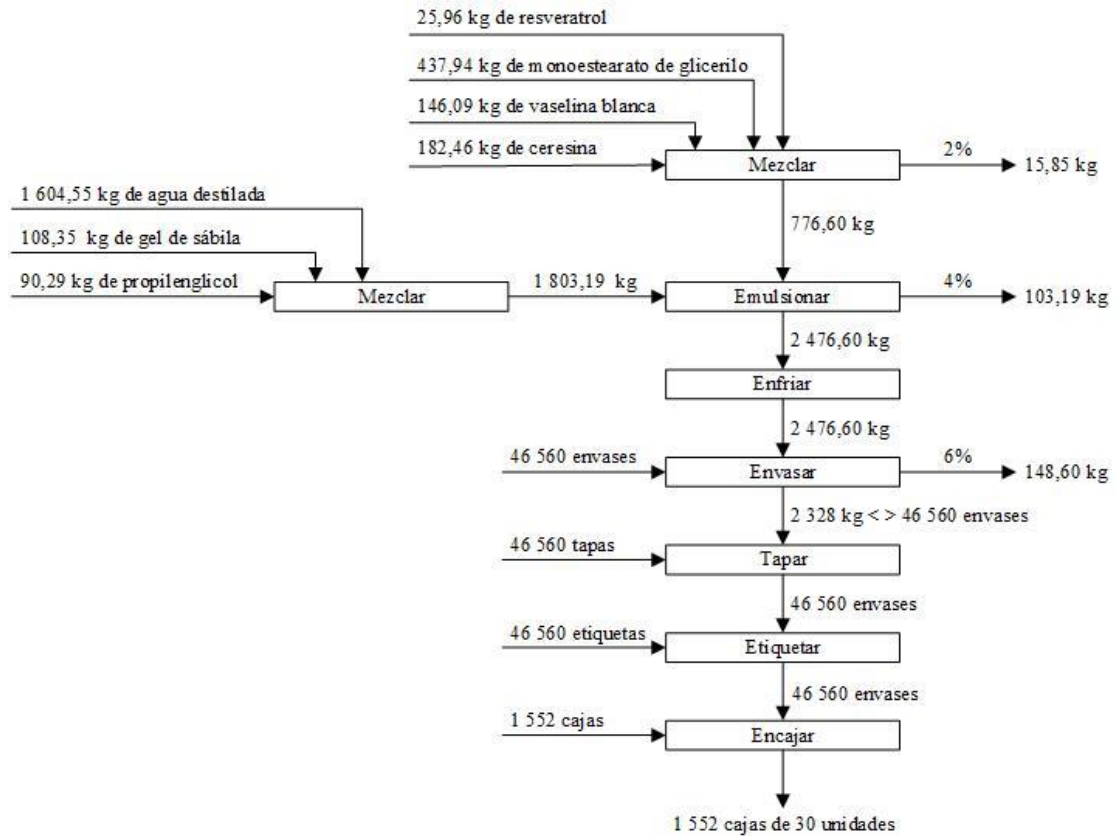 25,96 kg de resveratrol
437,94 kg de monoestearato de glicerilo
146,09 kg de vaselina blanca
182,46 kg de ceresina
Mezclar
2%
15,85 kg
1 604,55 kg de agua destilada
776,60 kg
108,35 kg de gel de sábila
90,29 kg de propilenglicol
Mezclar
1 803,19 kg
Emulsionar
4%
103,19 kg
2 476,60 kg
Enfriar
2 476,60 kg
46 560 envases
Envasar
6%
148,60 kg
2 328 kg < > 46 560 envases
46 560 tapas
Tapar
46 560 envases
46 560 etiquetas
Etiquetar
46 560 envases
1 552 cajas
Encajar
1 552 cajas de 30 unidades